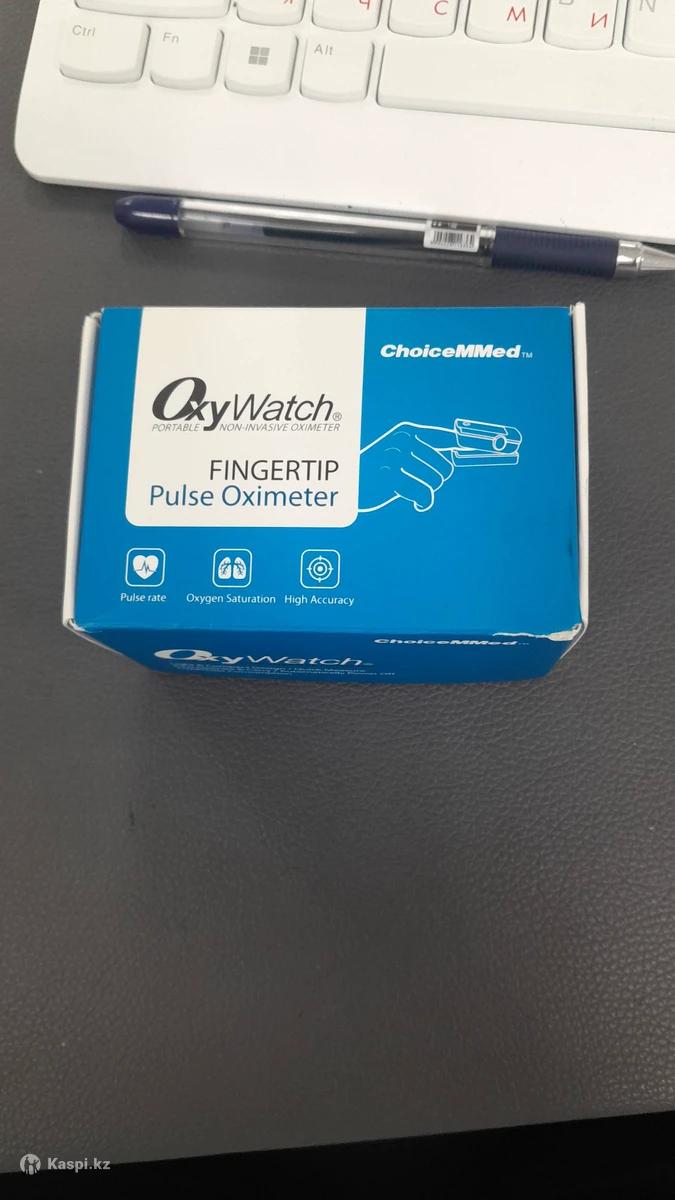 Ctrl
Fn
Alt
Я
Ч
С
М
И
N
ChoiceMMed™
OxyWatch®
PORTABLE NON-INVASIVE OXIMETER
FINGERTIP
Pulse Oximeter
Pulse rate
Oxygen Saturation
High Accuracy
ChoiceMMed™
OxyWatch
Kaspi.kz